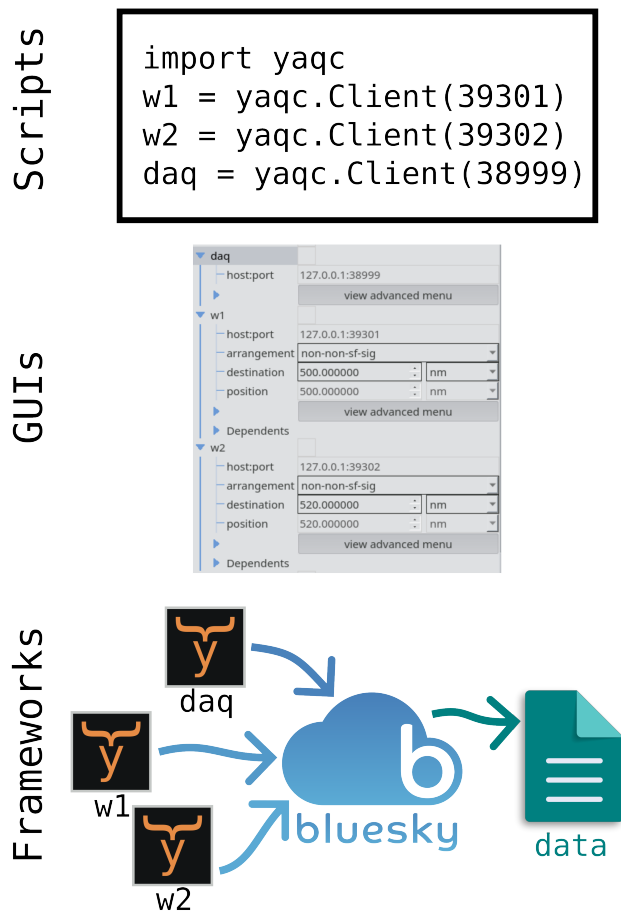 Scripts
import yaqc
w1 = yaqc.Client(39301)
w2 = yaqc.Client(39302)
daq = yaqc.Client(38999)
GUIs
daq
host:port 127.0.0.1:38999
view advanced menu
w1
host:port 127.0.0.1:39301
arrangement non-non-sf-sig
destination 500.000000 nm
position 500.000000 nm
view advanced menu
Dependents
w2
host:port 127.0.0.1:39302
arrangement non-non-sf-sig
destination 520.000000 nm
position 520.000000 nm
view advanced menu
Dependents
Frameworks
y
daq
y
w1
y
w2
b
bluesky
data